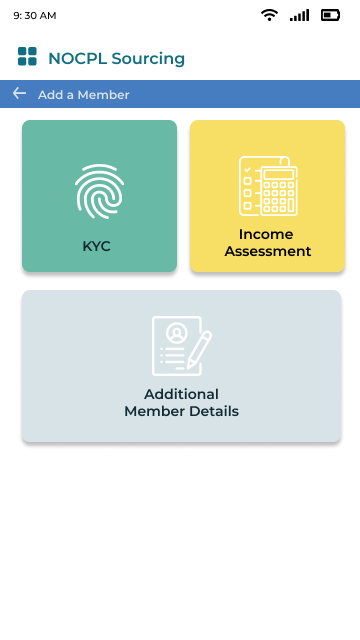 9: 30 AM
NOCPL Sourcing
Add a Member
KYC
Income
Assessment
Additional
Member Details